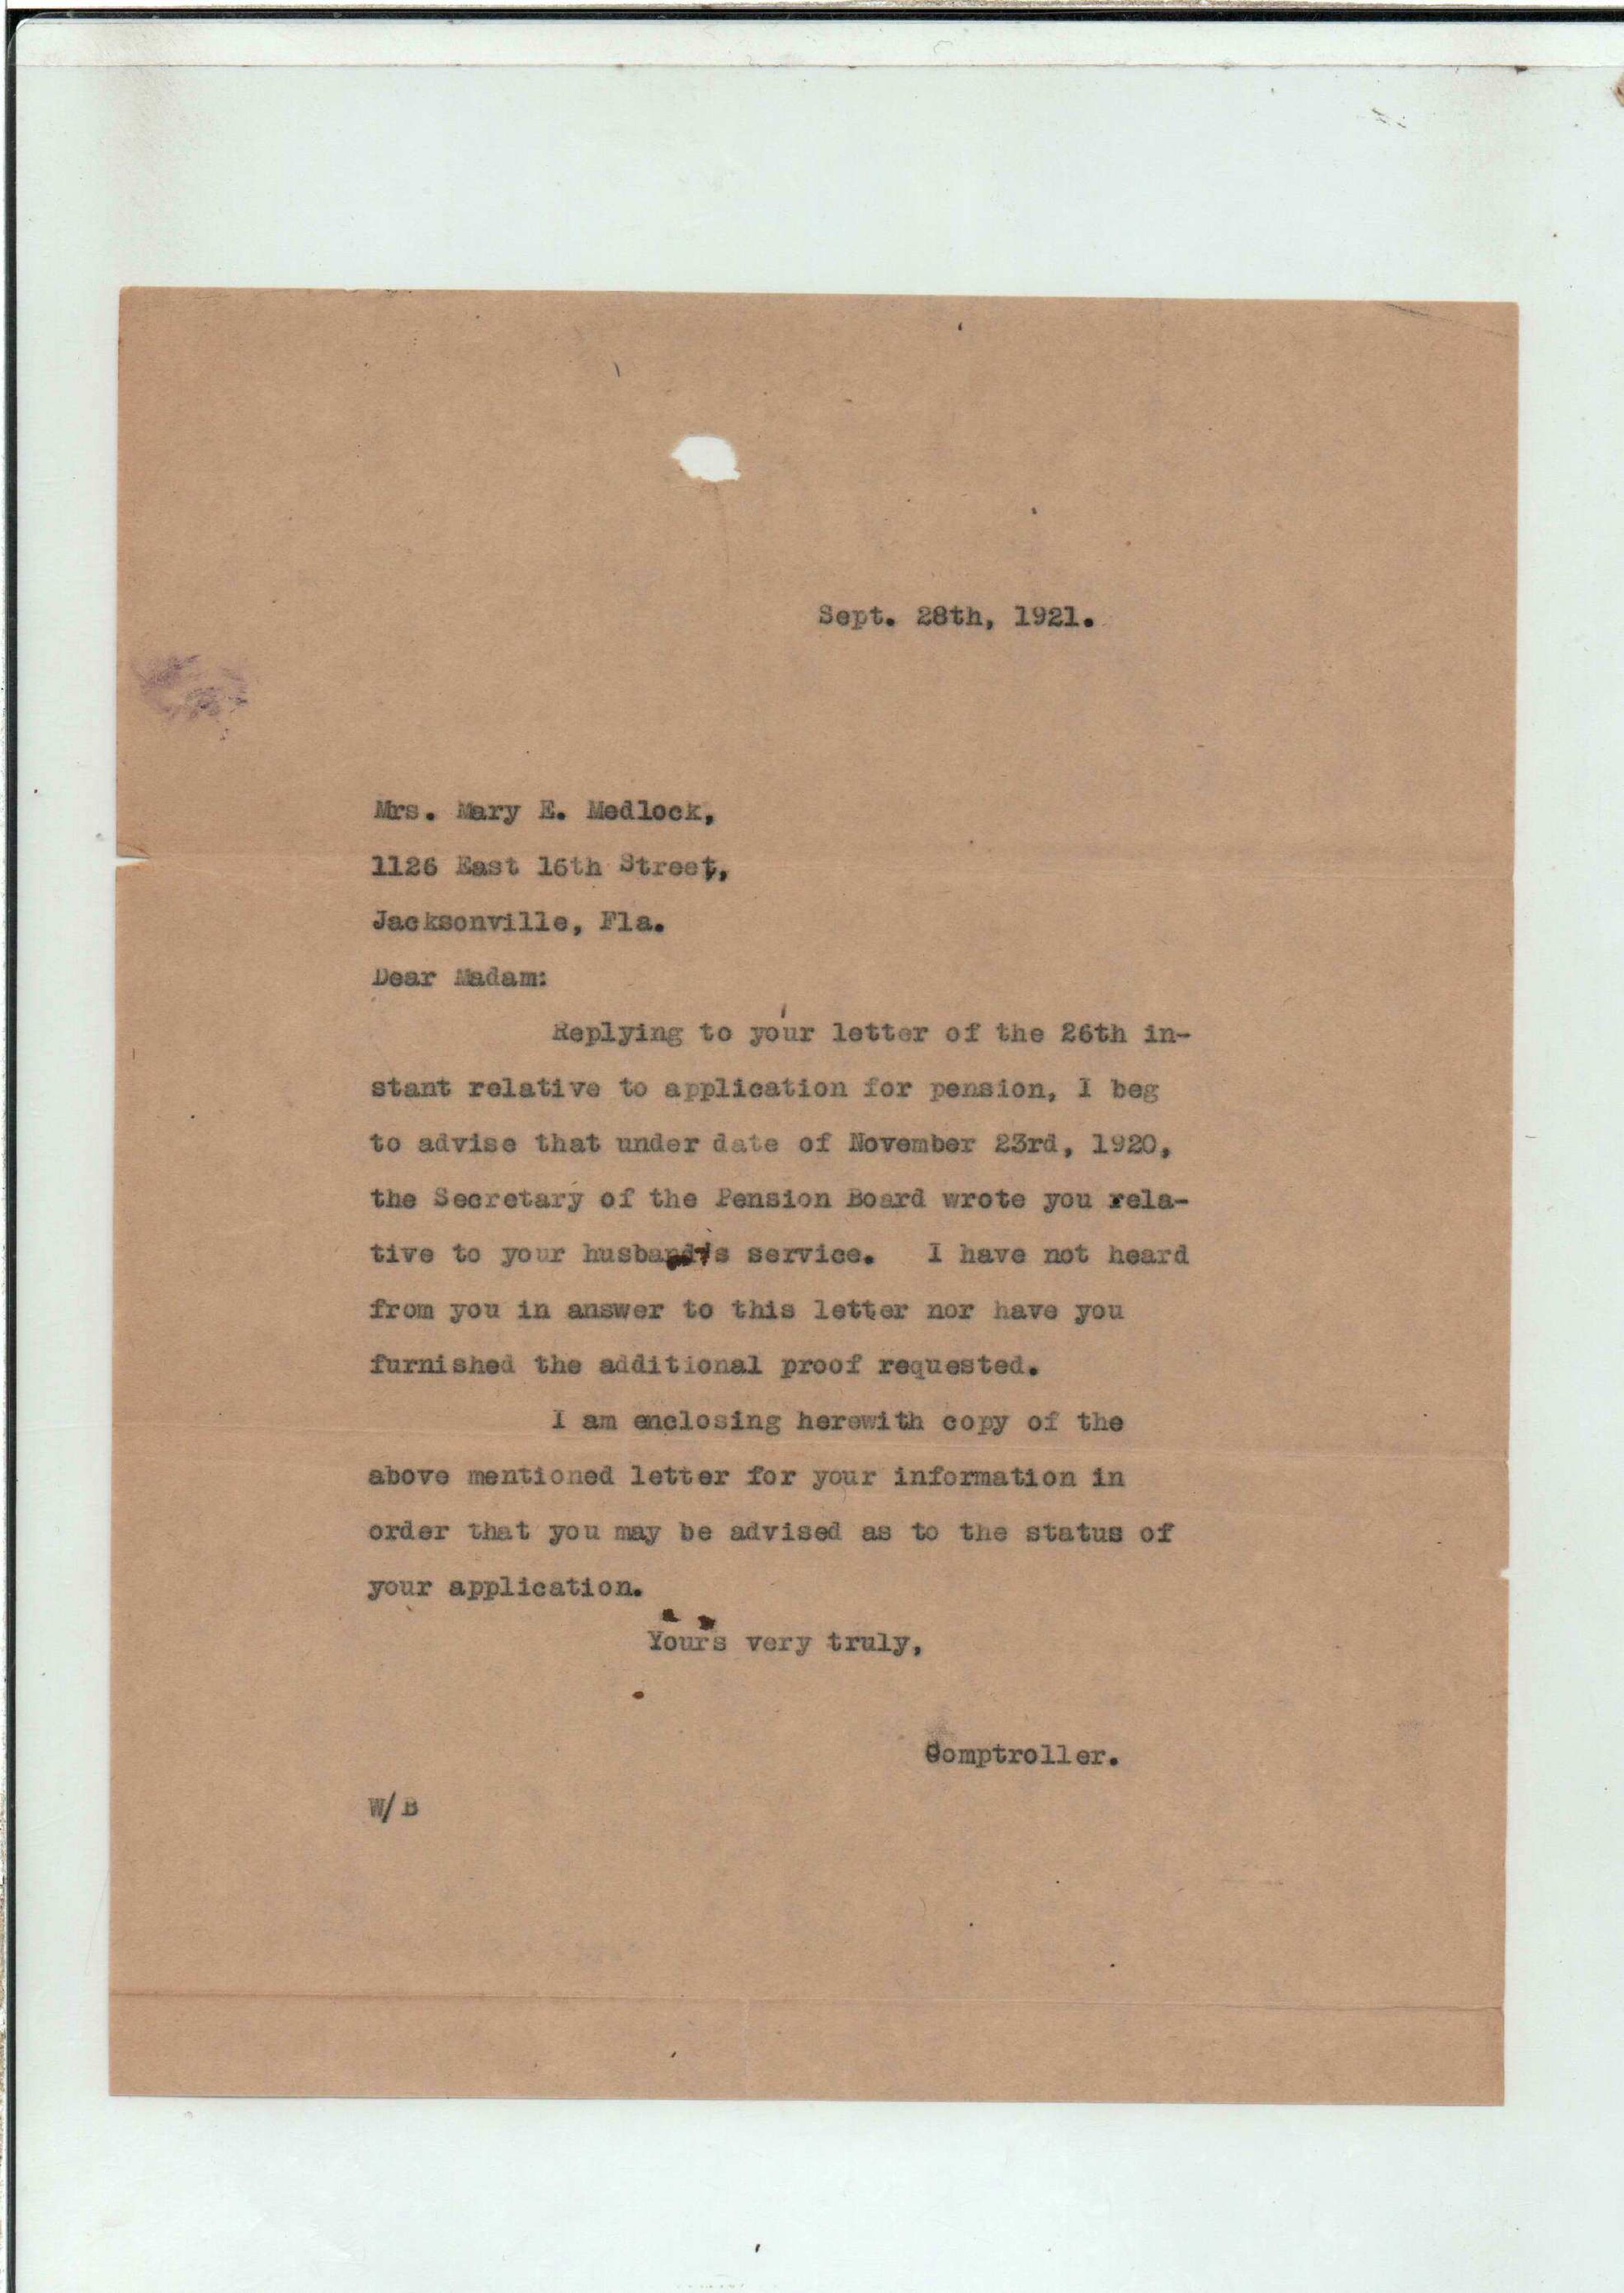 Sept. 28th, 1921.
Mrs. Mary E. Medlock,
1126 East 16th Street,
Jacksonville, Fla.
Dear Madam:
Replying to your letter of the 26th in-
stant relative to application for pension, I beg
to advise that under date of November 23rd, 1920,
the Secretary of the Pension Board wrote you rela-
tive to your husband's service. I have not heard
from you in answer to this letter nor have you
furnished the additional proof requested.
I am enclosing herewith copy of the
above mentioned letter for your information in
order that you may be advised as to the status of
your application.
Yours very truly,
Comptroller.
W/B